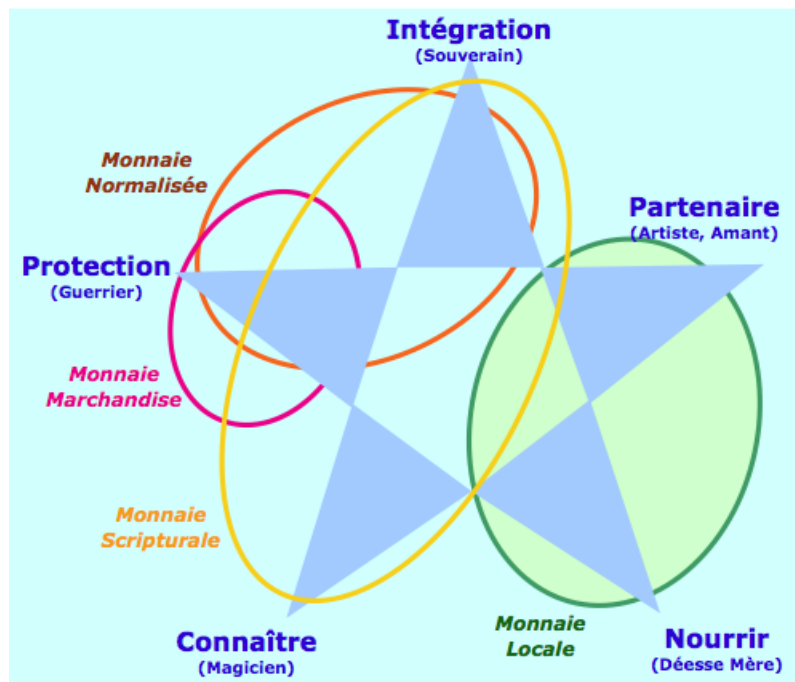 Intégration
(Souverain)
Monnaie
Normalisée
Partenaire
(Artiste, Amant)
Protection
(Guerrier)
Monnaie
Marchandise
Monnaie
Scripturale
Monnaie
Locale
Connaître
(Magicien)
Nourrir
(Déesse Mère)